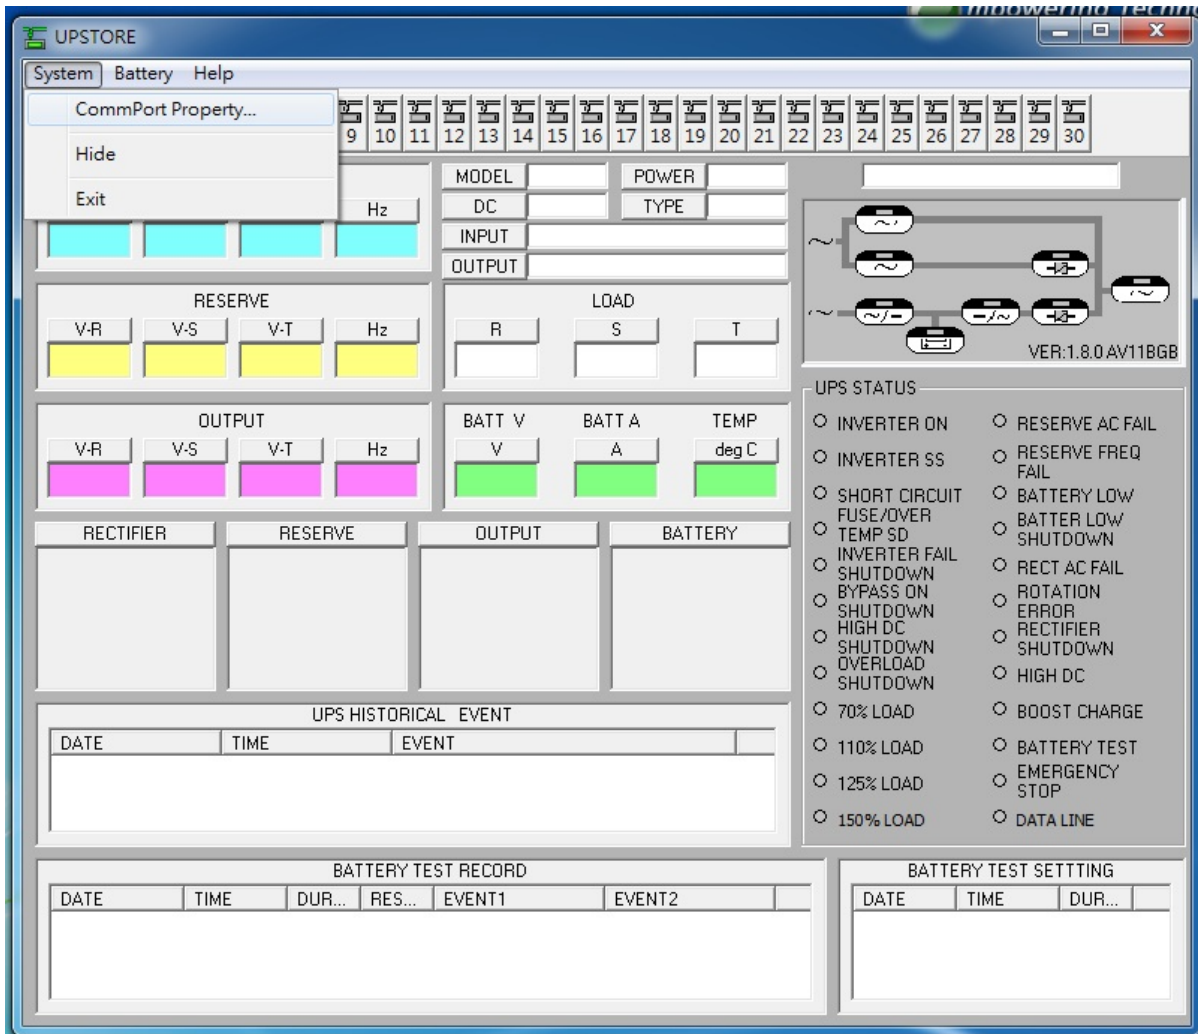 UPSTORE
System Battery Help
CommPort Property...
Hide
Exit
9 10 11 12 13 14 15 16 17 18 19 20 21 22 23 24 25 26 27 28 29 30
Hz
MODEL POWER
DC TYPE
INPUT
OUTPUT
RESERVE
V-R V-S V-T Hz
LOAD
R S T
VER:1.8.0 AV11BGB
OUTPUT
V-R V-S V-T Hz
BATT V BATT A TEMP
V A deg C
RECTIFIER RESERVE OUTPUT BATTERY
UPS STATUS
INVERTER ON
INVERTER SS
SHORT CIRCUIT
FUSE/OVER
TEMP SD
INVERTER FAIL
SHUTDOWN
BYPASS ON
SHUTDOWN
HIGH DC
SHUTDOWN
OVERLOAD
SHUTDOWN
70% LOAD
110% LOAD
125% LOAD
150% LOAD
RESERVE AC FAIL
RESERVE FREQ
FAIL
BATTERY LOW
BATTER LOW
SHUTDOWN
RECT AC FAIL
ROTATION
ERROR
RECTIFIER
SHUTDOWN
HIGH DC
BOOST CHARGE
BATTERY TEST
EMERGENCY
STOP
DATA LINE
UPS HISTORICAL EVENT
DATE TIME EVENT
BATTERY TEST RECORD
DATE TIME DUR... RES... EVENT1 EVENT2
BATTERY TEST SETTTING
DATE TIME DUR...